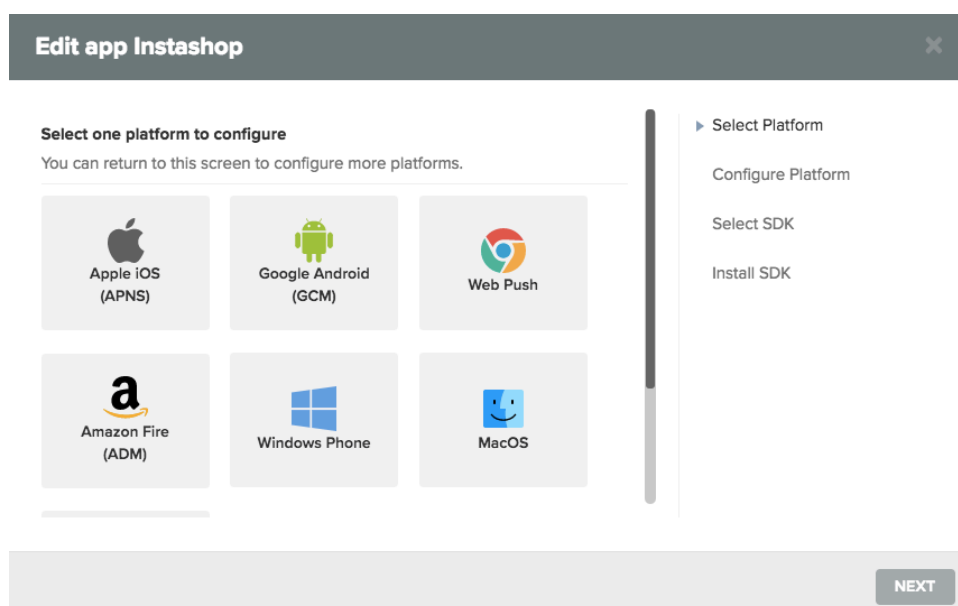 Edit app Instashop
Select one platform to configure
You can return to this screen to configure more platforms.
Apple iOS
(APNS)
Google Android
(GCM)
Web Push
Amazon Fire
(ADM)
Windows Phone
MacOS
Select Platform
Configure Platform
Select SDK
Install SDK
NEXT